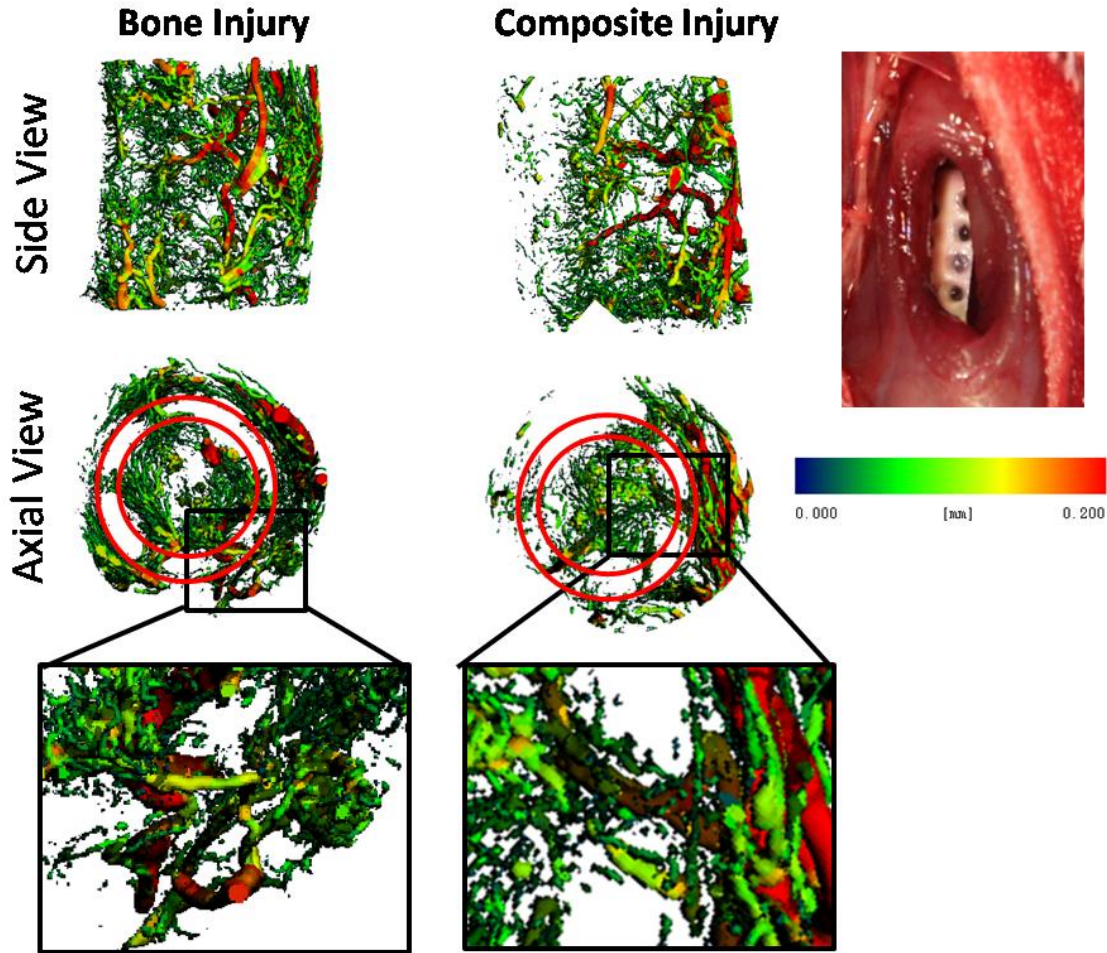 Bone Injury
Composite Injury
Side View
Axial View
0.000 [mm] 0.200